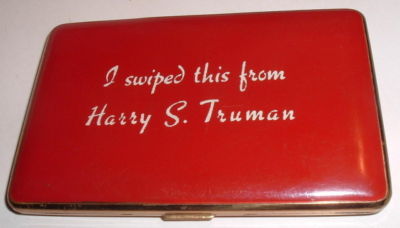 I swiped this from
Harry S. Truman